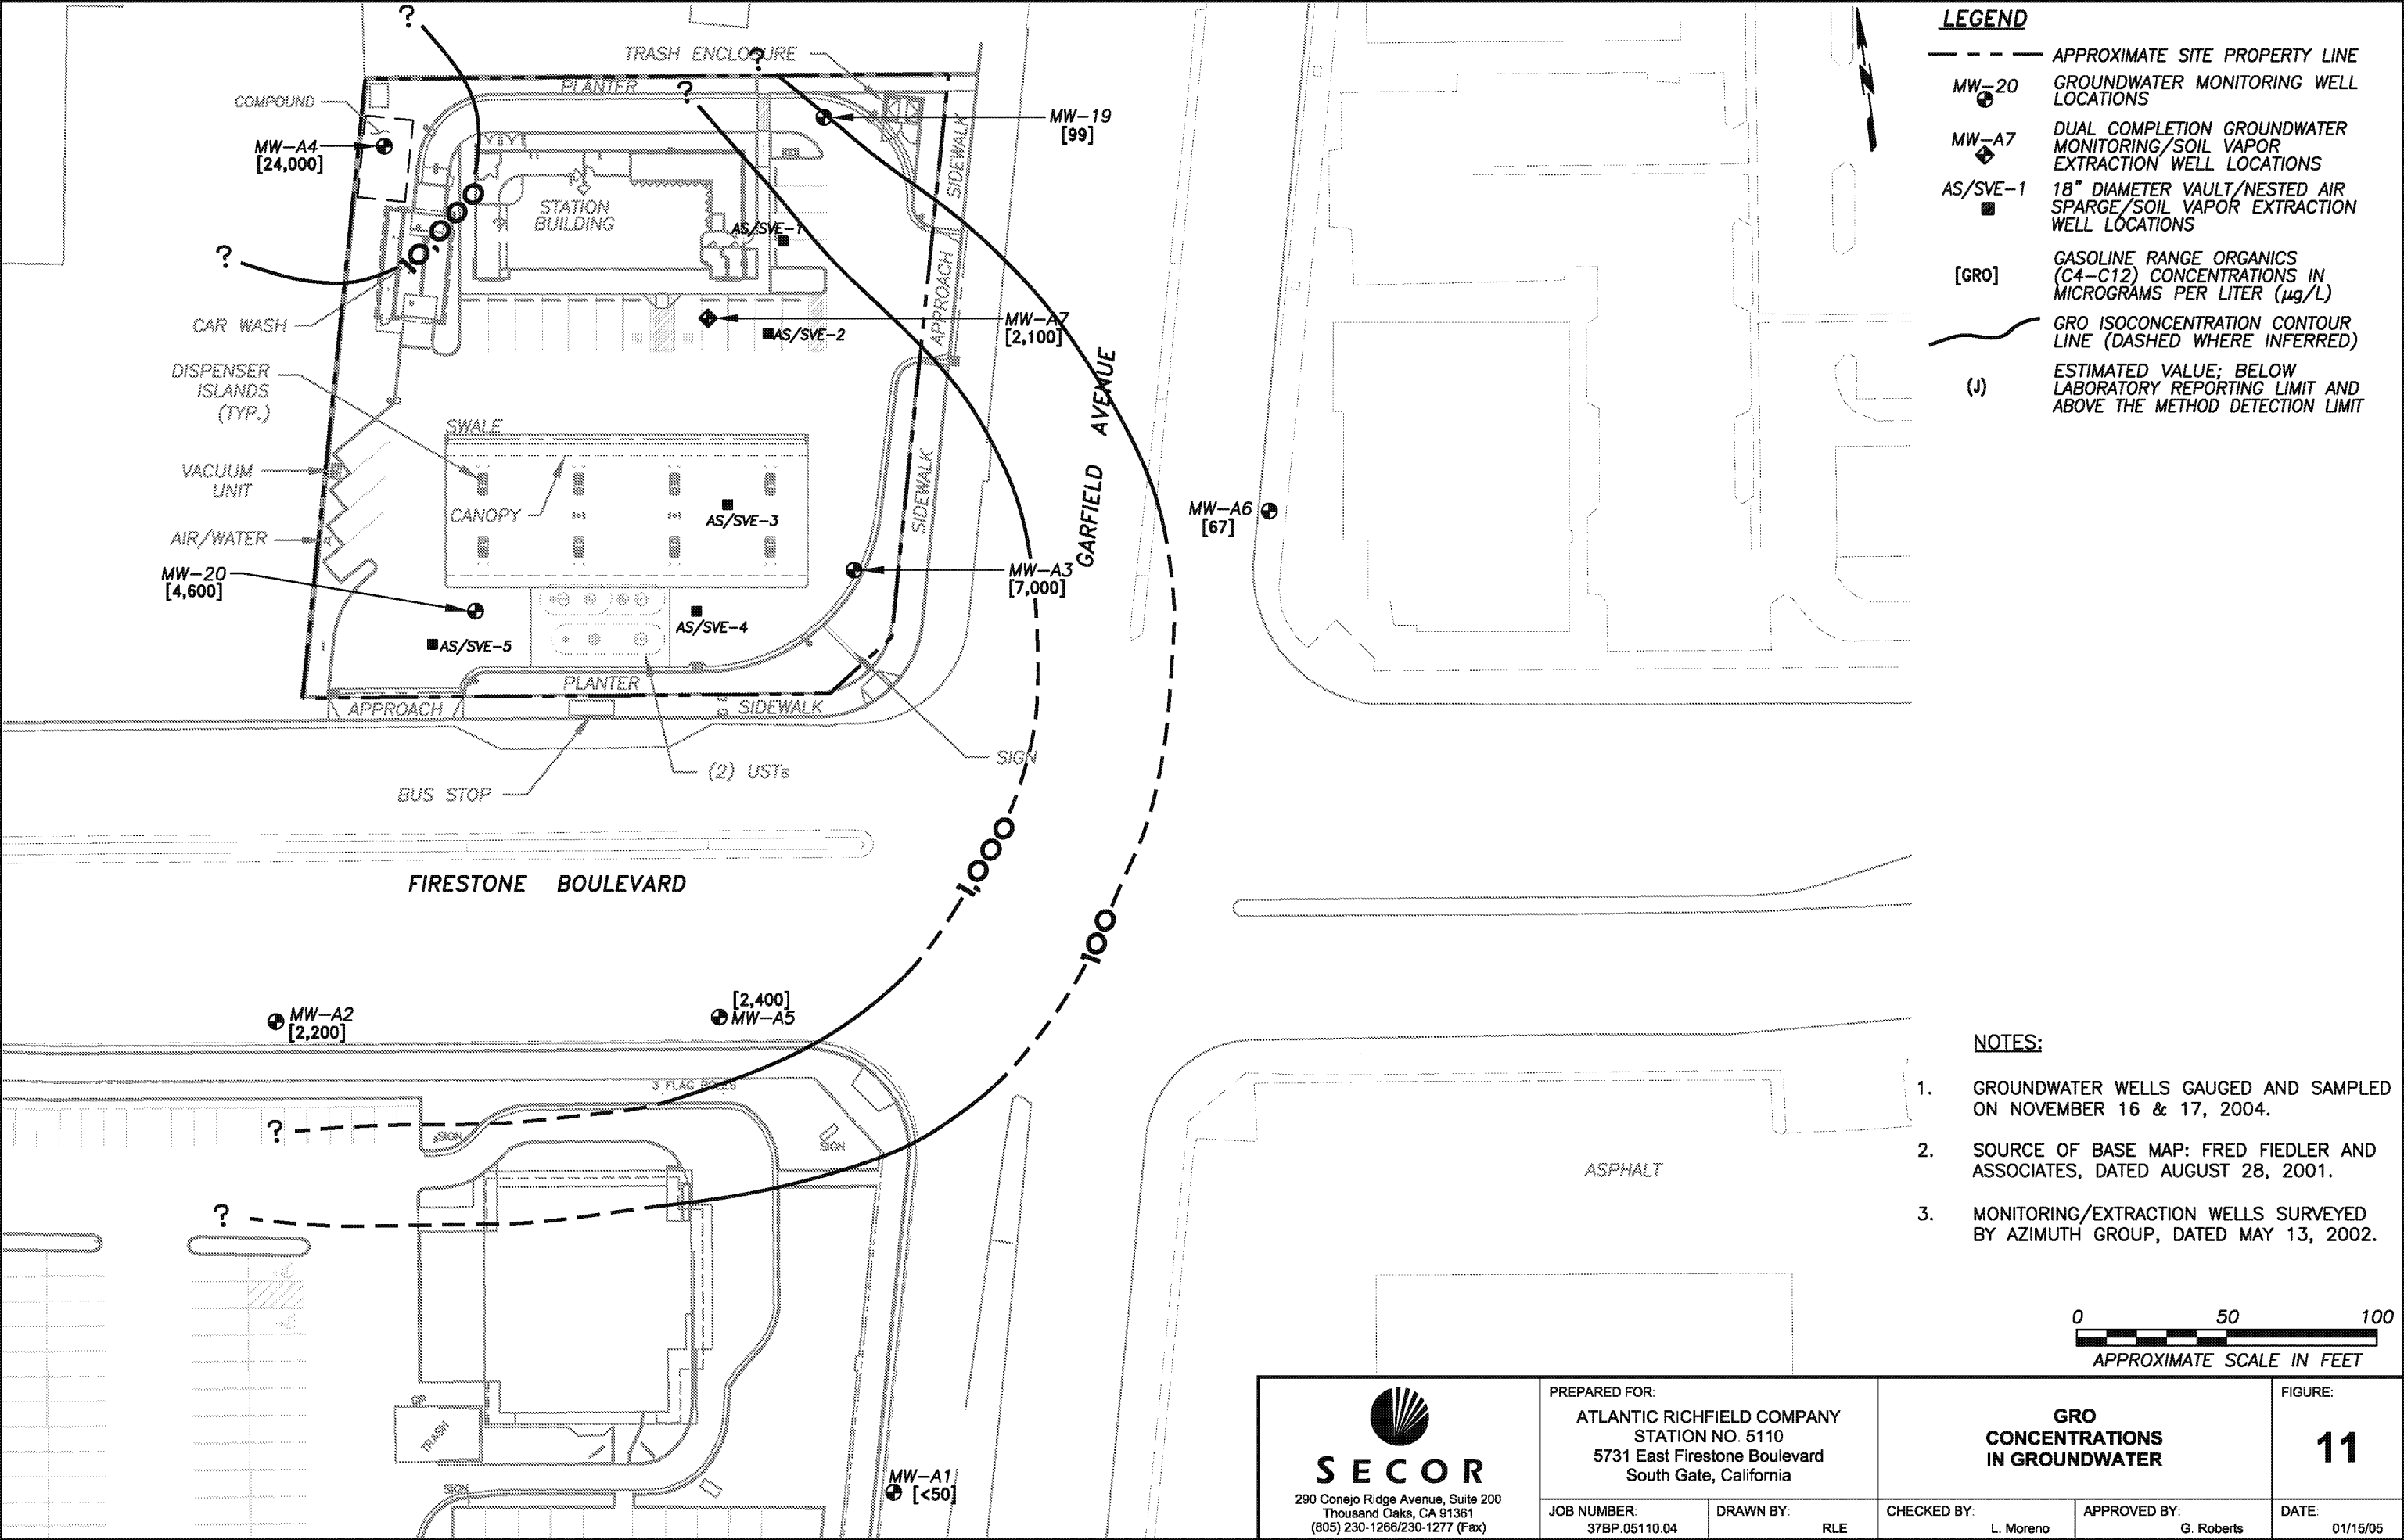 ?
TRASH ENCLOSURE
?
PLANTER
?
COMPOUND
MW-A4
[24,000]
MW-19
[99]
SIDEWALK
STATION
BUILDING
AS/SVE-1
10,000
?
APPROACH
CAR WASH
MW-A7
[2,100]
AS/SVE-2
GARFIELD AVENUE
DISPENSER
ISLANDS
(TYP.)
SWALE
VACUUM
UNIT
CANOPY
AS/SVE-3
SIDEWALK
MW-A6
[67]
AIR/WATER
MW-20
[4,600]
MW-A3
[7,000]
AS/SVE-4
AS/SVE-5
PLANTER
APPROACH
SIDEWALK
SIGN
(2) USTs
BUS STOP
1,000
FIRESTONE BOULEVARD
100
MW-A2
[2,200]
[2,400]
MW-A5
3 FLAG POLES
?
SIGN
SIGN
?
ASPHALT
TRASH
SIGN
MW-A1
[<50]
LEGEND
N
APPROXIMATE SITE PROPERTY LINE
MW-20
GROUNDWATER MONITORING WELL
LOCATIONS
MW-A7
DUAL COMPLETION GROUNDWATER
MONITORING/SOIL VAPOR
EXTRACTION WELL LOCATIONS
AS/SVE-1
18" DIAMETER VAULT/NESTED AIR
SPARGE/SOIL VAPOR EXTRACTION
WELL LOCATIONS
[GRO]
GASOLINE RANGE ORGANICS
(C4-C12) CONCENTRATIONS IN
MICROGRAMS PER LITER (µg/L)
GRO ISOCONCENTRATION CONTOUR
LINE (DASHED WHERE INFERRED)
(J)
ESTIMATED VALUE; BELOW
LABORATORY REPORTING LIMIT AND
ABOVE THE METHOD DETECTION LIMIT
NOTES:
1. GROUNDWATER WELLS GAUGED AND SAMPLED
ON NOVEMBER 16 & 17, 2004.
2. SOURCE OF BASE MAP: FRED FIEDLER AND
ASSOCIATES, DATED AUGUST 28, 2001.
3. MONITORING/EXTRACTION WELLS SURVEYED
BY AZIMUTH GROUP, DATED MAY 13, 2002.
0 50 100
APPROXIMATE SCALE IN FEET
SECOR
290 Conejo Ridge Avenue, Suite 200
Thousand Oaks, CA 91361
(805) 230-1266/230-1277 (Fax)
PREPARED FOR:
ATLANTIC RICHFIELD COMPANY
STATION NO. 5110
5731 East Firestone Boulevard
South Gate, California
GRO
CONCENTRATIONS
IN GROUNDWATER
FIGURE:
11
JOB NUMBER:
37BP.05110.04
DRAWN BY:
RLE
CHECKED BY:
L. Moreno
APPROVED BY:
G. Roberts
DATE:
01/15/05